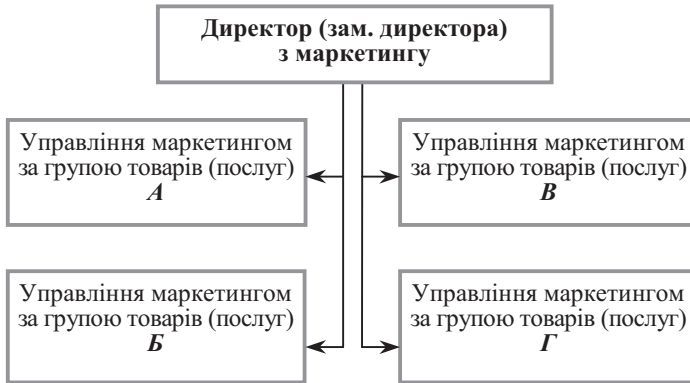 Директор (зам. директора)
з маркетингу
Управління маркетингом
за групою товарів (послуг)
А
Управління маркетингом
за групою товарів (послуг)
В
Управління маркетингом
за групою товарів (послуг)
Б
Управління маркетингом
за групою товарів (послуг)
Г